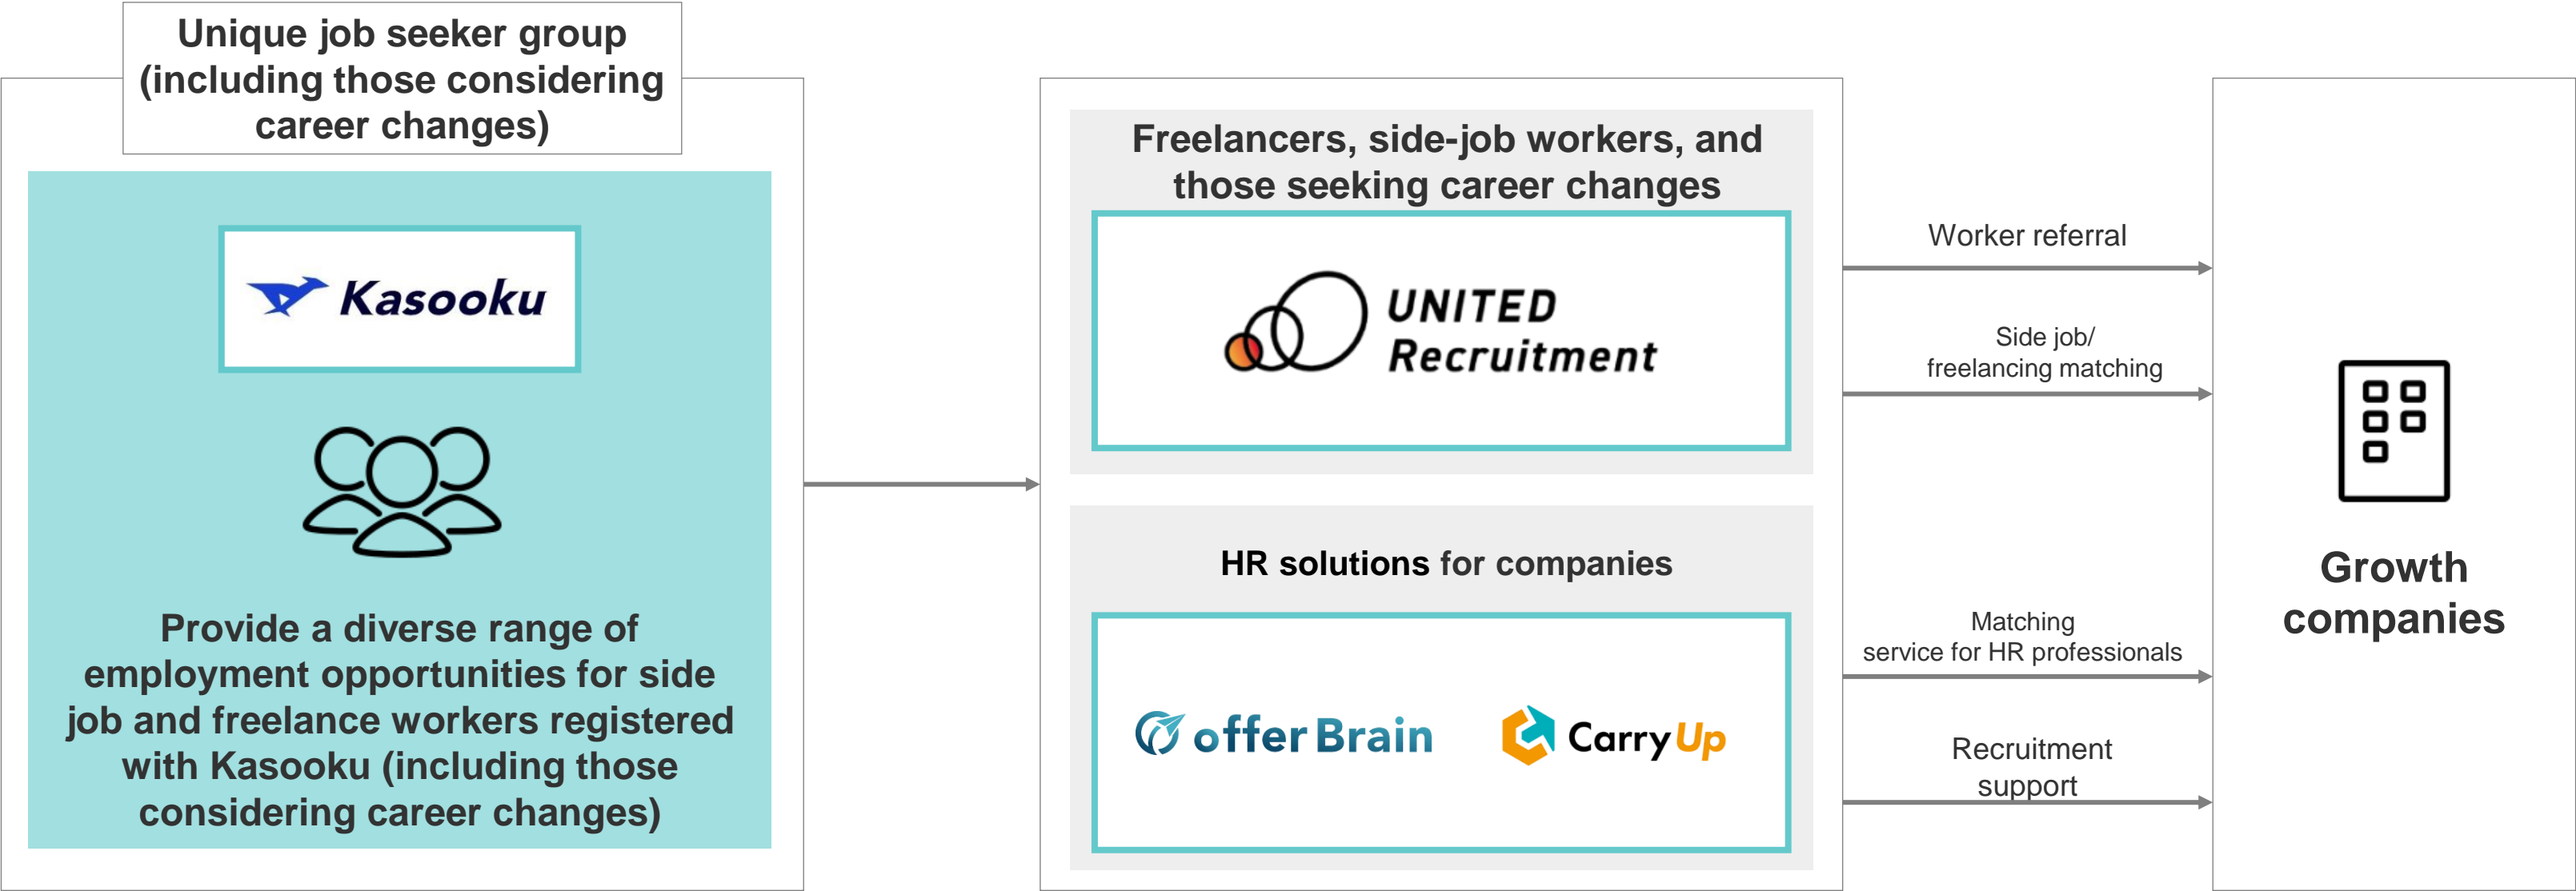 Unique job seeker group
(including those considering
career changes)
Kasooku
Provide a diverse range of
employment opportunities for side
job and freelance workers registered
with Kasooku (including those
considering career changes)
Freelancers, side-job workers, and
those seeking career changes
UNITED
Recruitment
HR solutions for companies
offer Brain
CarryUp
Worker referral
Side job/
freelancing matching
Matching
service for HR professionals
Recruitment
support
Growth
companies